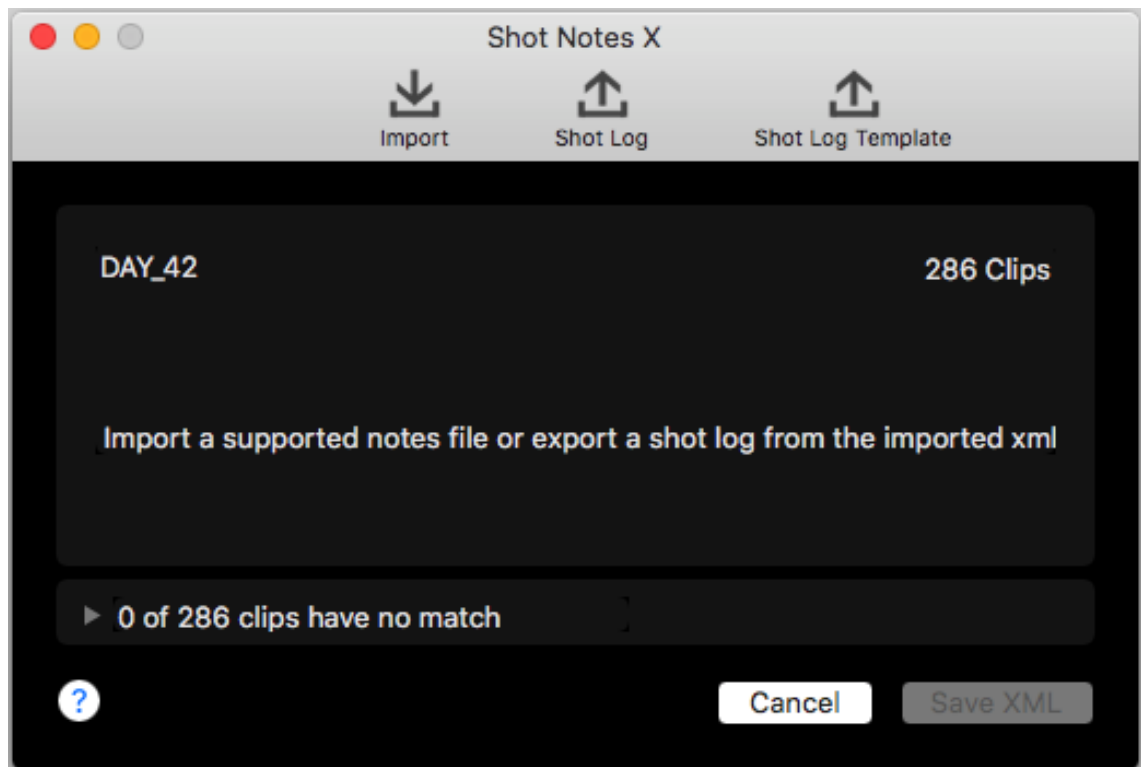 Shot Notes X
Import Shot Log Shot Log Template
DAY_42 286 Clips
Import a supported notes file or export a shot log from the imported xml
0 of 286 clips have no match
? Cancel Save XML